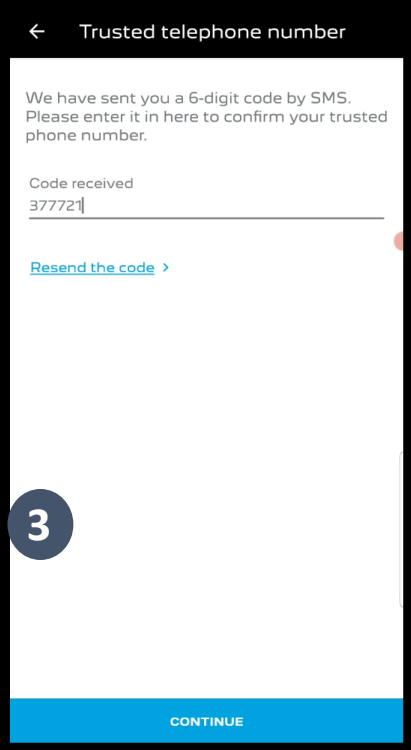 Trusted telephone number
We have sent you a 6-digit code by SMS.
Please enter it in here to confirm your trusted
phone number.
Code received
377721
Resend the code >
3
CONTINUE